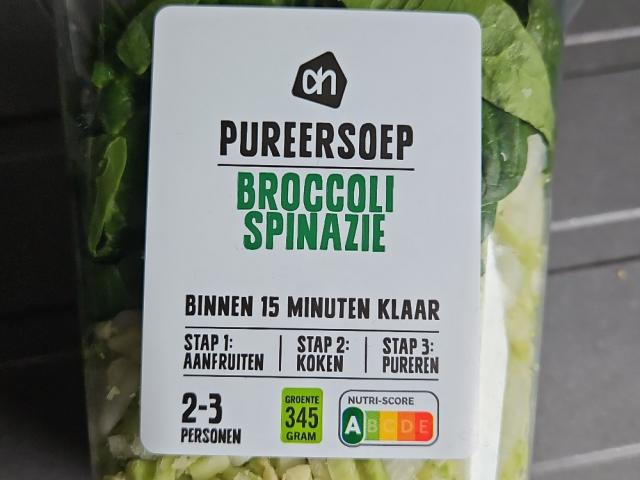 ah
PUREERSOEP
BROCCOLI
SPINAZIE
BINNEN 15 MINUTEN KLAAR
STAP 1:
AANFRUITEN
STAP 2:
KOKEN
STAP 3:
PUREREN
2-3
PERSONEN
GROENTE
345
GRAM
NUTRI-SCORE
A B C D E